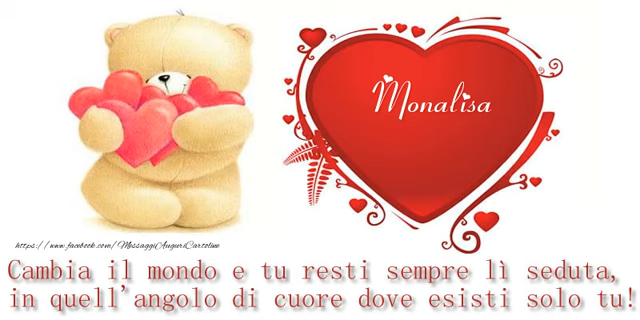 Monalisa
https://www.facebook.com/MessaggiAuguriCartoline
Cambia il mondo e tu resti sempre lì seduta,
in quell'angolo di cuore dove esisti solo tu!